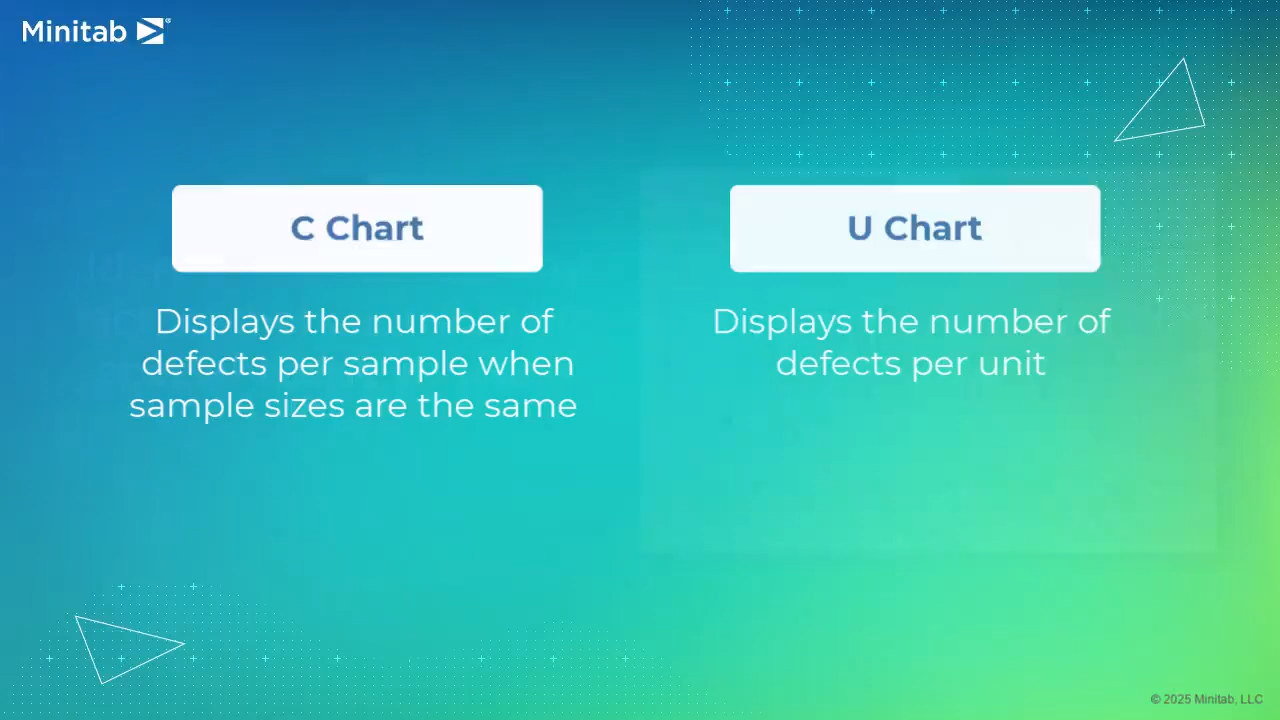 Minitab
C Chart
Displays the number of
defects per sample when
sample sizes are the same
U Chart
Displays the number of
defects per unit
© 2025 Minitab, LLC